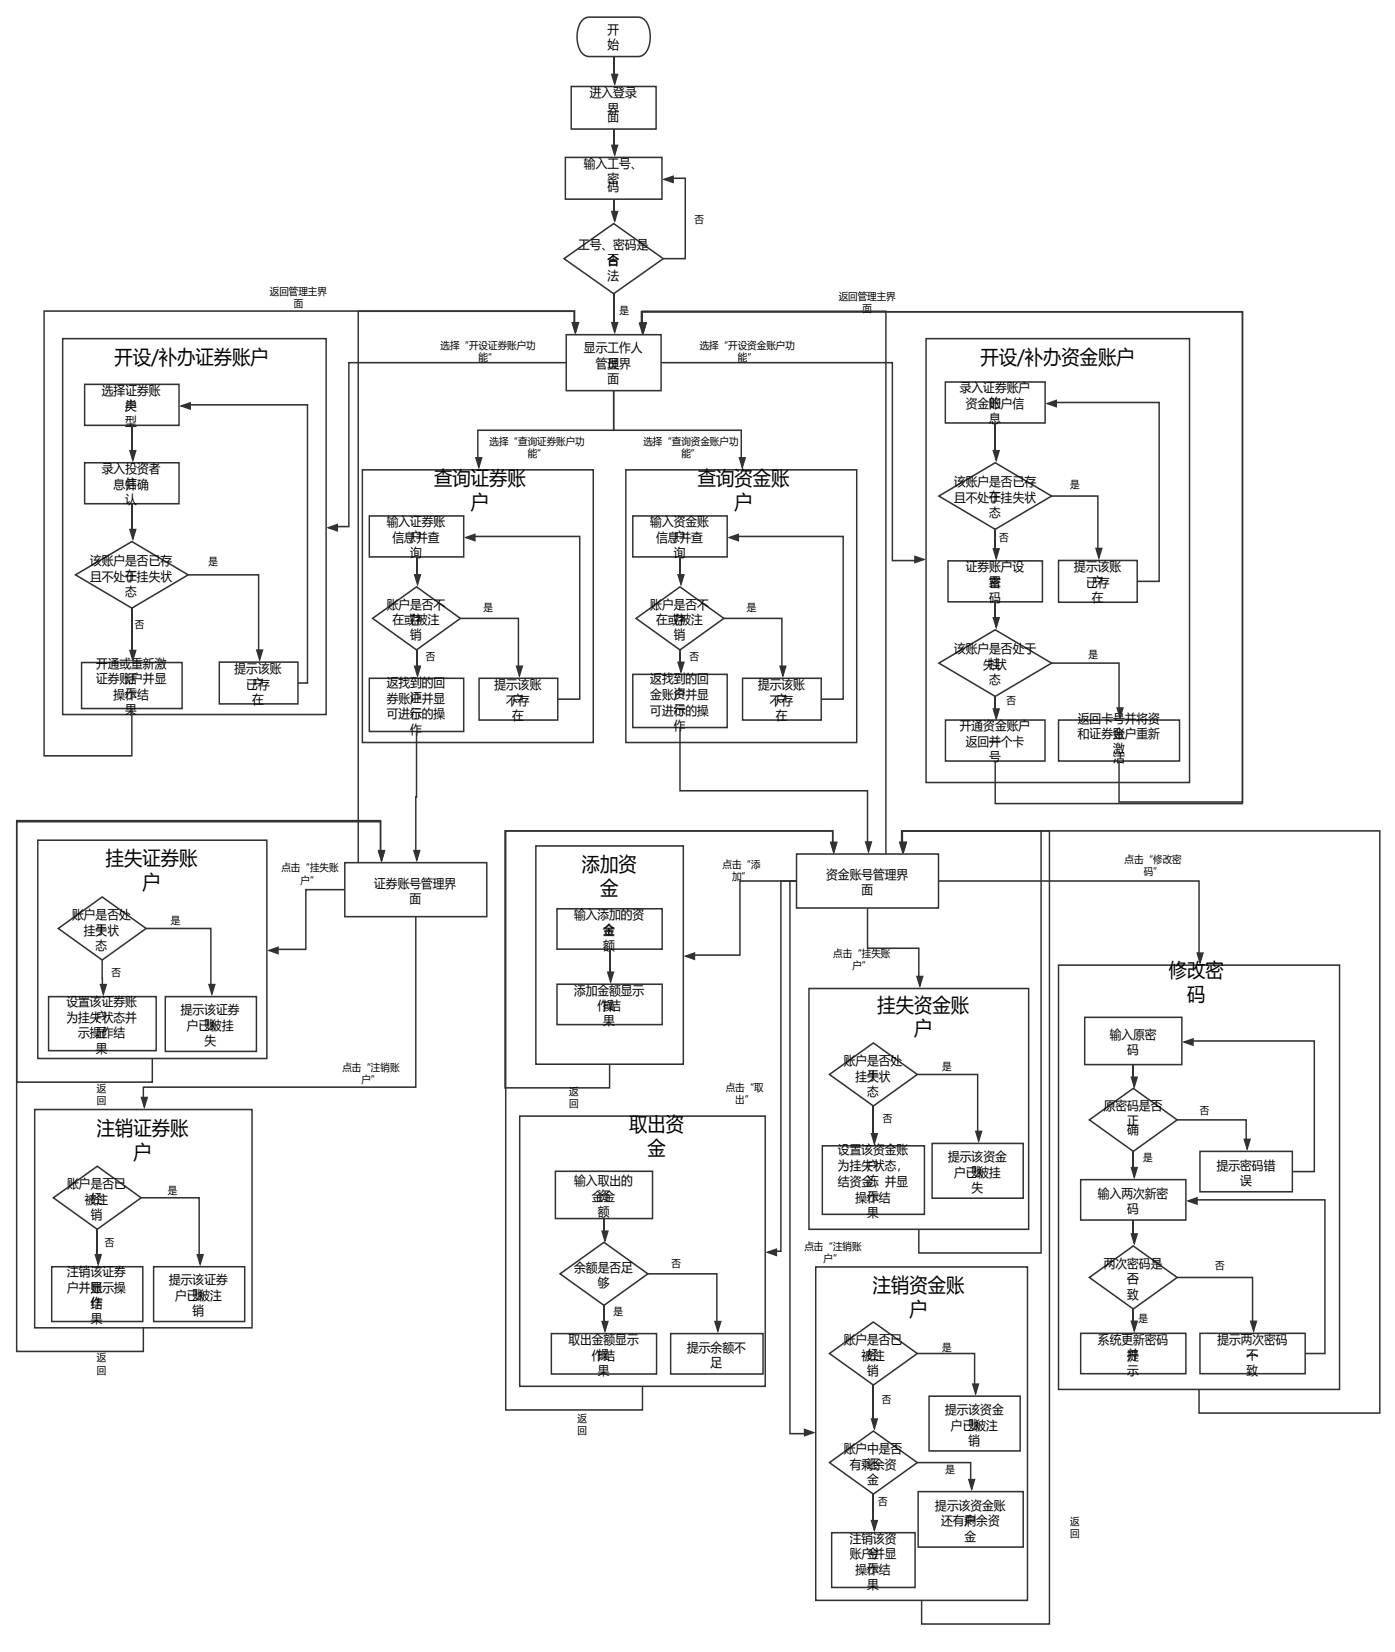 开
始
进入登录
界
面
输入工号、
密
码
否
工号、密码是
否
合
法
返回管理主界
面
是
返回管理主界
面
显示工作人
员
管理界
面
选择“开设证券账户功
能”
选择“开设资金账户功
能”
选择“查询证券账户功
能”
选择“查询资金账户功
能”
开设/补办证券账户
选择证券账
户
类
型
录入投资者
信
息并确
认
该账户是否已存
在
且不处于挂失状
态
是
否
开通或重新激
活
证券账户并显
示
操作结
果
提示该账
户
已存
在
查询证券账
户
输入证券账
户
信息并查
询
账户是否不
存
在或被注
销
是
否
返找到的回
证
券账户并显
示
可进行的操
作
提示该账
户
不存
在
查询资金账
户
输入资金账
户
信息并查
询
账户是否不
存
在或被注
销
是
否
返找到的回
资
金账户并显
示
可进行的操
作
提示该账
户
不存
在
开设/补办资金账户
录入证券账户
的
资金账户信
息
该账户是否已存
在
且不处于挂失状
态
是
否
证券账户设
置
密
码
提示该账
户
已存
在
该账户是否处于
挂
失状
态
是
否
开通资金账户
并
返回一个卡
号
返回卡号并将资
金
和证券账户重新
激
活
挂失证券账
户
账户是否处
于
挂失状
态
是
否
设置该证券账
户
为挂失状态并
显
示操作结
果
提示该证券
账
户已被挂
失
点击“挂失账
户”
证券账号管理界
面
点击“注销账
户”
返
回
注销证券账
户
账户是否已
经
被注
销
是
否
注销该证券
账
户并显示操
作
结
果
提示该证券
账
户已被注
销
返
回
添加资
金
输入添加的资
金
金
额
添加金额显示
操
作结
果
返
回
点击“添
加”
资金账号管理界
面
点击“修改密
码”
点击“挂失账
户”
点击“取
出”
取出资
金
输入取出的
资
金金
额
余额是否足
够
否
是
取出金额显示
操
作结
果
提示余额不
足
返
回
挂失资金账
户
账户是否处
于
挂失状
态
是
否
设置该资金账
户
为挂失状态,
冻
结资金，并显
示
操作结
果
提示该资金
账
户已被挂
失
点击“注销账
户”
注销资金账
户
账户是否已
经
被注
销
是
否
提示该资金
账
户已被注
销
账户中是否
还
有剩余资
金
是
否
提示该资金账
户
还有剩余资
金
注销该资
金
账户并显
示
操作结
果
返
回
修改密
码
输入原密
码
原密码是否
正
确
否
是
提示密码错
误
输入两次新密
码
两次密码是
否
一
致
否
是
系统更新密码
并
提
示
提示两次密码
不
一
致